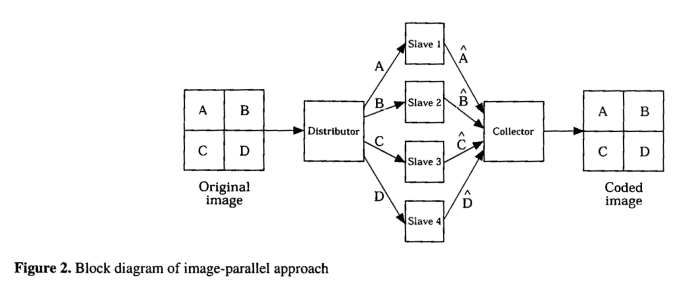 Slave 1
A
Â
A B
Slave 2
B
B̂
A B
Distributor
Collector
C
Ĉ
C D
Slave 3
C D
Original
image
D
D̂
Coded
image
Slave 4
Figure 2. Block diagram of image-parallel approach